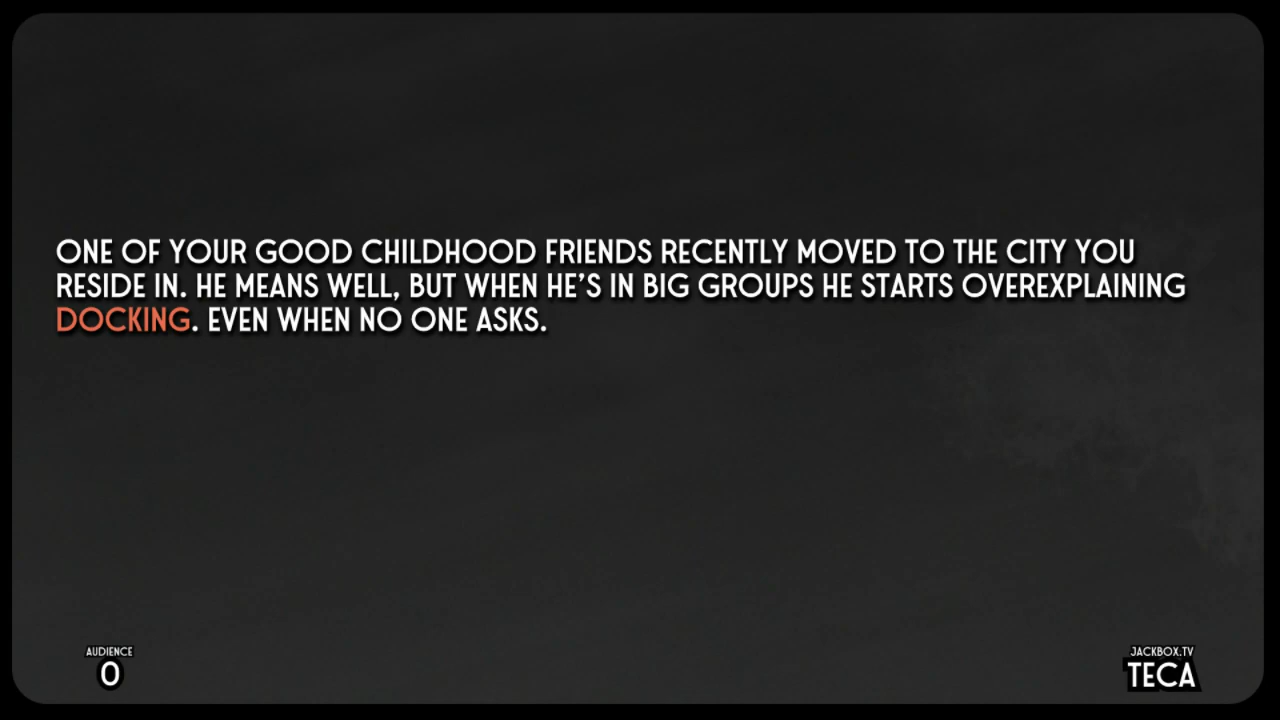 ONE OF YOUR GOOD CHILDHOOD FRIENDS RECENTLY MOVED TO THE CITY YOU
RESIDE IN. HE MEANS WELL, BUT WHEN HE'S IN BIG GROUPS HE STARTS OVEREXPLAINING
DOCKING. EVEN WHEN NO ONE ASKS.
AUDIENCE
0
JACKBOX.TV
TECA